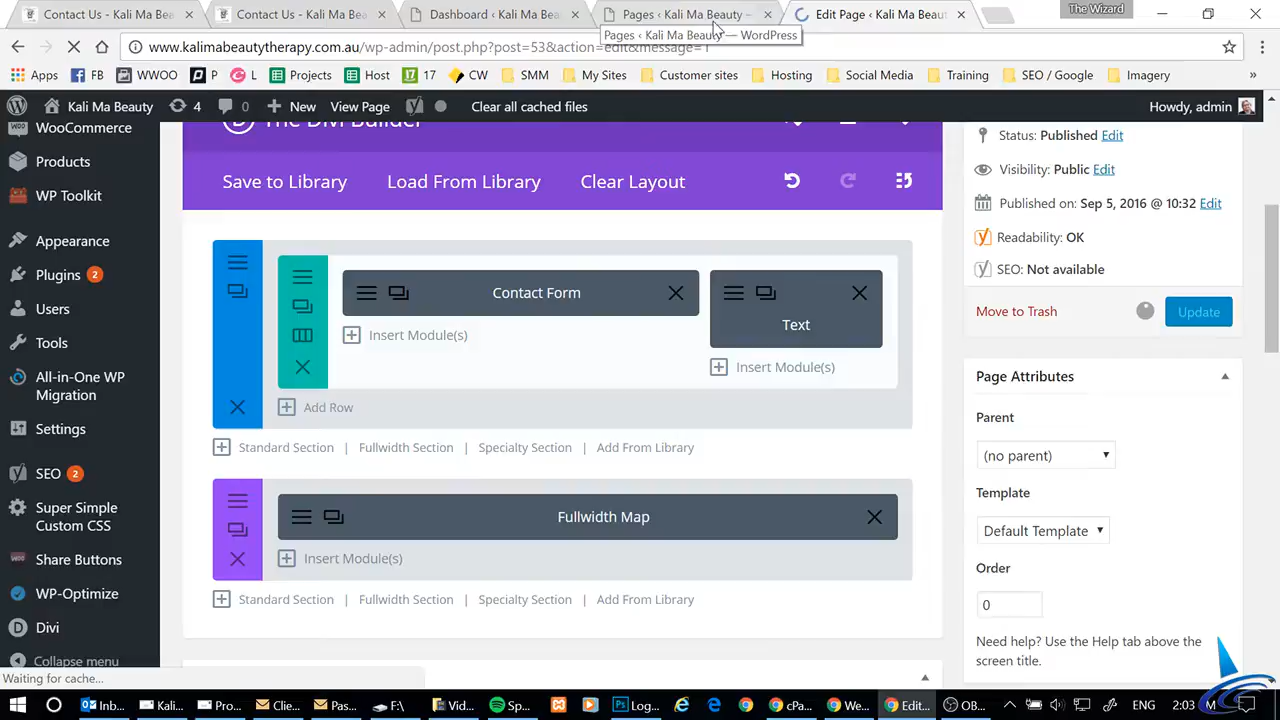 Contact Us - Kali Ma Beau
Contact Us - Kali Ma Beau
Dashboard ‹ Kali Ma Beau
Pages ‹ Kali Ma Beauty —
Edit Page ‹ Kali Ma Beaut
The Wizard
Pages ‹ Kali Ma Beauty — WordPress
www.kalimabeautytherapy.com.au/wp-admin/post.php?post=53&action=edit&message=1
Apps FB WWOO P L Projects Host 17 CW SMM My Sites Customer sites Hosting Social Media Training SEO / Google Imagery »
Kali Ma Beauty 4 0 New View Page Clear all cached files Howdy, admin
WooCommerce
Products
WP Toolkit
Appearance
Plugins 2
Users
Tools
All-in-One WP
Migration
Settings
SEO 2
Super Simple
Custom CSS
Share Buttons
WP-Optimize
Divi
Collapse menu
Waiting for cache...
The Divi Builder
Save to Library Load From Library Clear Layout
Contact Form
Insert Module(s)
Text
Insert Module(s)
Add Row
Standard Section | Fullwidth Section | Specialty Section | Add From Library
Fullwidth Map
Insert Module(s)
Standard Section | Fullwidth Section | Specialty Section | Add From Library
Status: Published Edit
Visibility: Public Edit
Published on: Sep 5, 2016 @ 10:32 Edit
Readability: OK
SEO: Not available
Move to Trash Update
Page Attributes
Parent
(no parent)
Template
Default Template
Order
0
Need help? Use the Help tab above the
screen title.
Inb... Kali... Pro... Clie... Pas... F:\ Vid... Sp... Log... cPa... We... Edit... OB... ENG 2:03